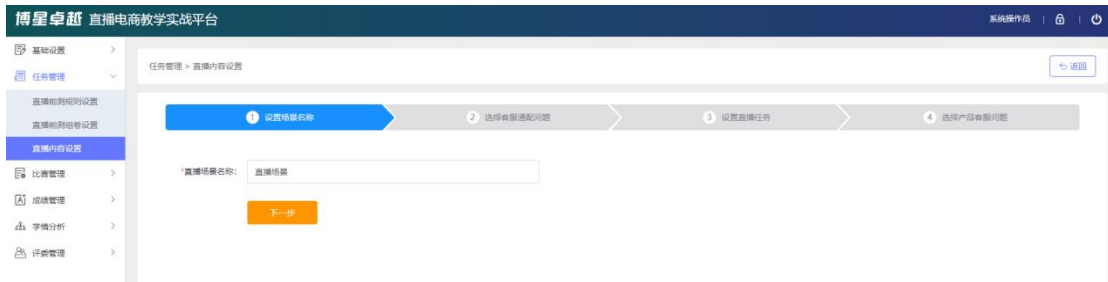 博星卓越 直播电商教学实战平台
系统操作员
基础设置
任务管理
直播前测规则设置
直播前测组卷设置
直播内容设置
比赛管理
成绩管理
学情分析
评委管理
任务管理 > 直播内容设置
返回
1 设置场景名称
2 选择客服通配问题
3 设置直播任务
4 选择产品客服问题
*直播场景名称: 直播场景
下一步